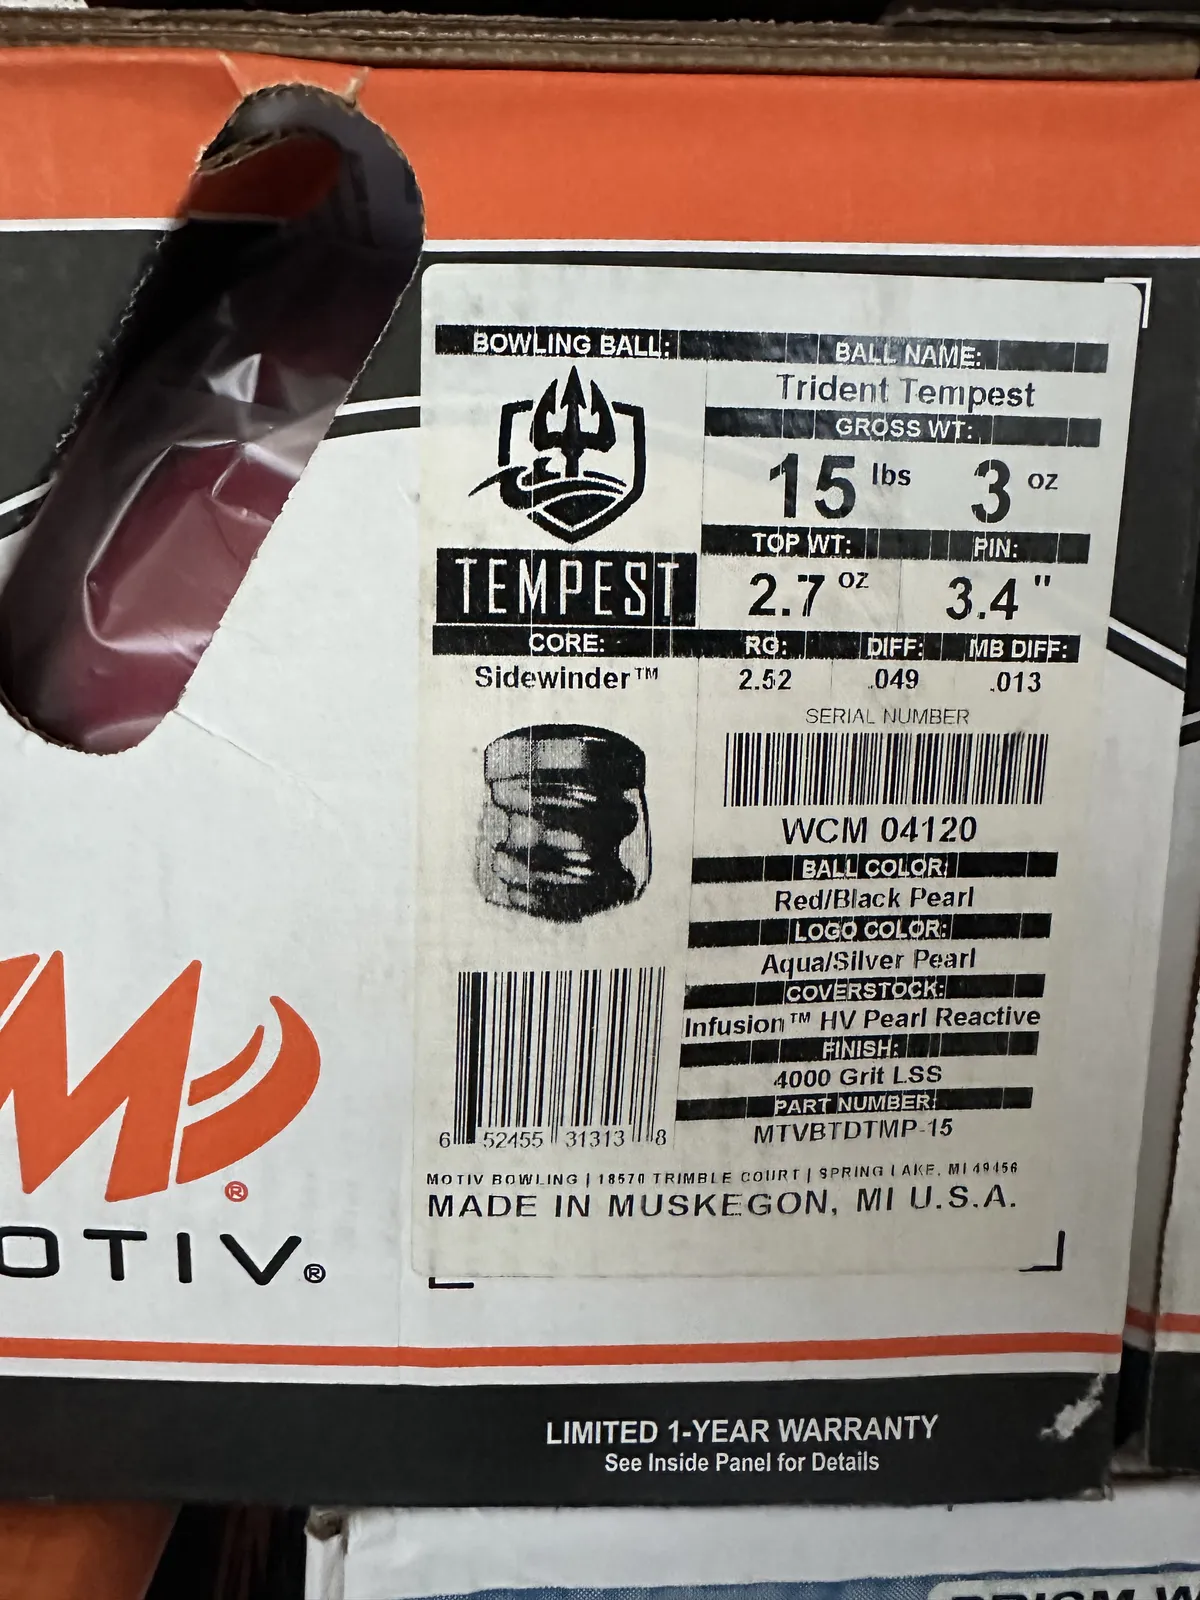 BOWLING BALL:
BALL NAME:
Trident Tempest
GROSS WT:
15 lbs 3 oz
TOP WT: PIN:
2.7 oz 3.4 "
TEMPEST
CORE: RG: DIFF: MB DIFF:
Sidewinder™ 2.52 .049 .013
SERIAL NUMBER
WCM 04120
BALL COLOR:
Red/Black Pearl
LOGO COLOR:
Aqua/Silver Pearl
COVERSTOCK:
Infusion™ HV Pearl Reactive
FINISH:
4000 Grit LSS
PART NUMBER:
MTVBTDTMP-15
6 52455 31313 8
MOTIV BOWLING | 18570 TRIMBLE COURT | SPRING LAKE, MI 49456
MADE IN MUSKEGON, MI U.S.A.
M®
OTIV®
LIMITED 1-YEAR WARRANTY
See Inside Panel for Details